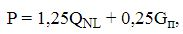 P = 1,25Q_NL + 0,25G_п,